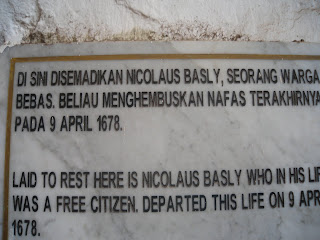 DI SINI DISEMADIKAN NICOLAUS BASLY, SEORANG WARGA
BEBAS. BELIAU MENGHEMBUSKAN NAFAS TERAKHIRNYA
PADA 9 APRIL 1678.
LAID TO REST HERE IS NICOLAUS BASLY WHO IN HIS
WAS A FREE CITIZEN. DEPARTED THIS LIFE ON 9
1678.